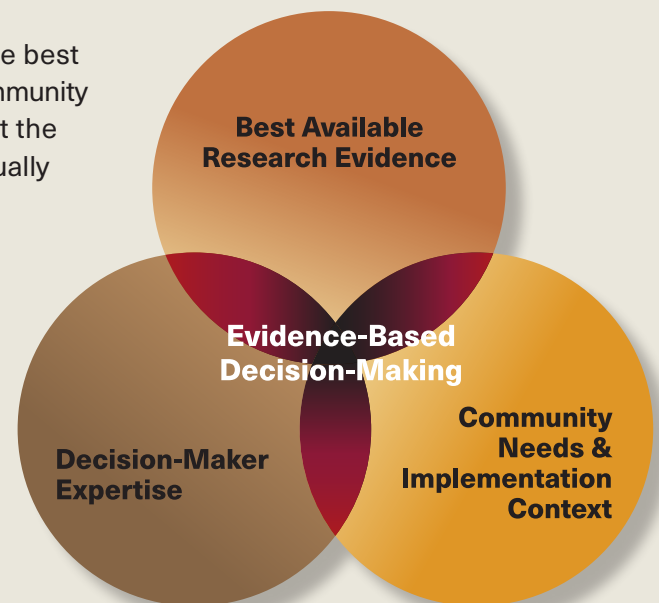 e best
mmunity
t the
ually
Best Available
Research Evidence
Evidence-Based
Decision-Making
Community
Needs &
Implementation
Context
Decision-Maker
Expertise